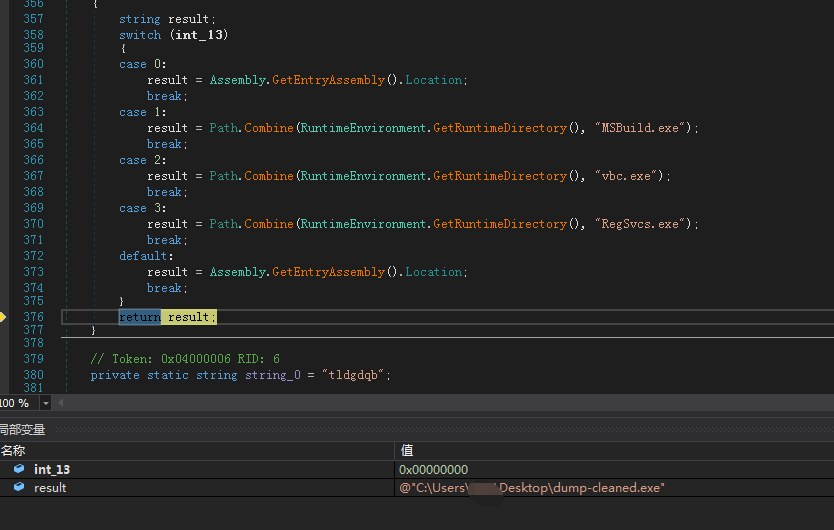 356 {
357 string result;
358 switch (int_13)
359 {
360 case 0:
361 result = Assembly.GetEntryAssembly().Location;
362 break;
363 case 1:
364 result = Path.Combine(RuntimeEnvironment.GetRuntimeDirectory(), "MSBuild.exe");
365 break;
366 case 2:
367 result = Path.Combine(RuntimeEnvironment.GetRuntimeDirectory(), "vbc.exe");
368 break;
369 case 3:
370 result = Path.Combine(RuntimeEnvironment.GetRuntimeDirectory(), "RegSvcs.exe");
371 break;
372 default:
373 result = Assembly.GetEntryAssembly().Location;
374 break;
375 }
376 return result;
377 }
378
379 // Token: 0x04000006 RID: 6
380 private static string string_0 = "tldgdqb";
381
100 %
局部变量
名称 值
int_13 0x00000000
result @"C:\Users\ \Desktop\dump-cleaned.exe"